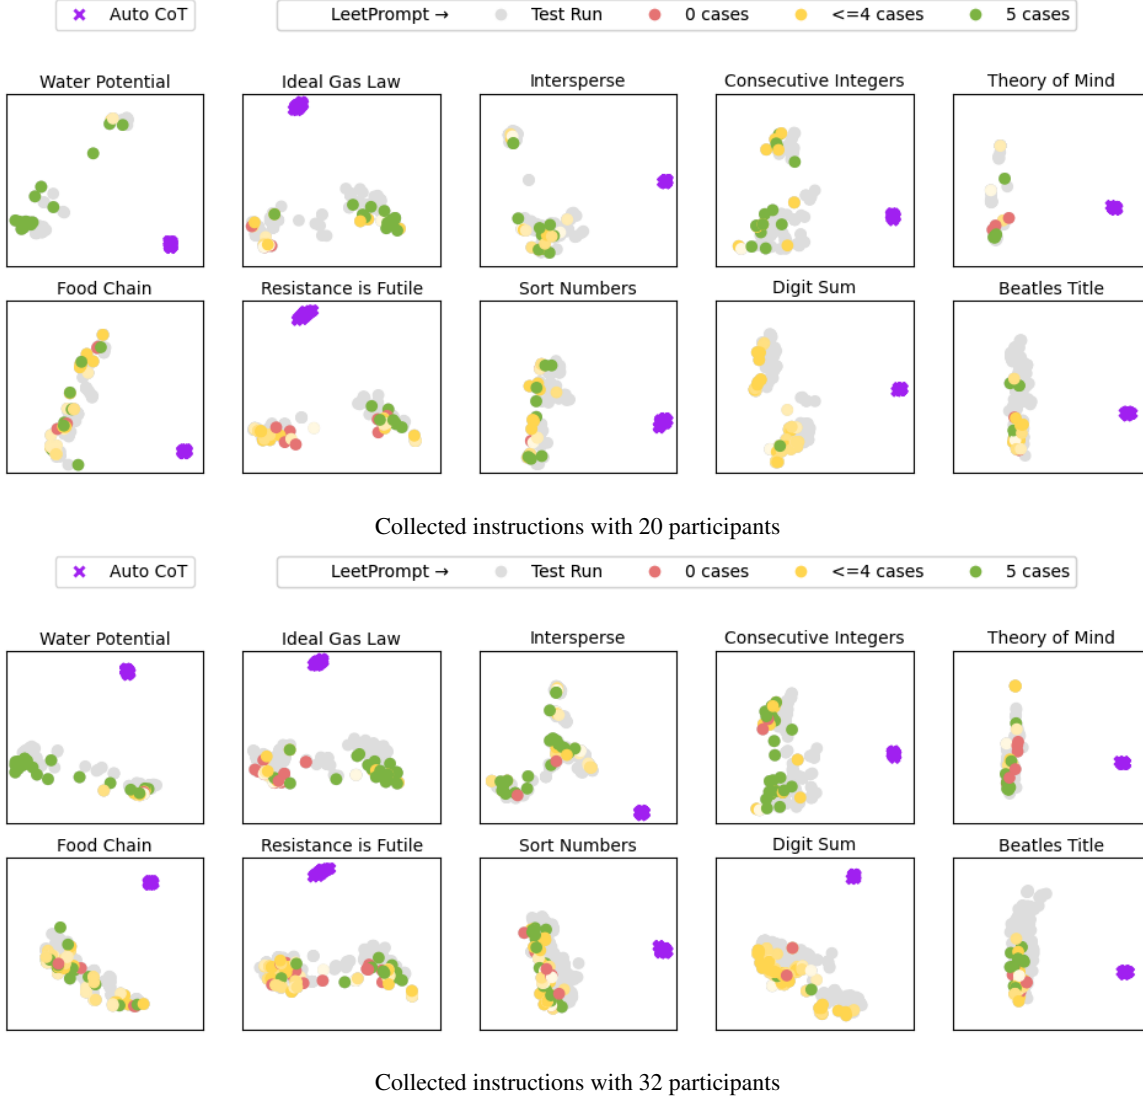 Auto CoT LeetPrompt → Test Run 0 cases <=4 cases 5 cases
Water Potential Ideal Gas Law Intersperse Consecutive Integers Theory of Mind
Food Chain Resistance is Futile Sort Numbers Digit Sum Beatles Title
Collected instructions with 20 participants
Auto CoT LeetPrompt → Test Run 0 cases <=4 cases 5 cases
Water Potential Ideal Gas Law Intersperse Consecutive Integers Theory of Mind
Food Chain Resistance is Futile Sort Numbers Digit Sum Beatles Title
Collected instructions with 32 participants